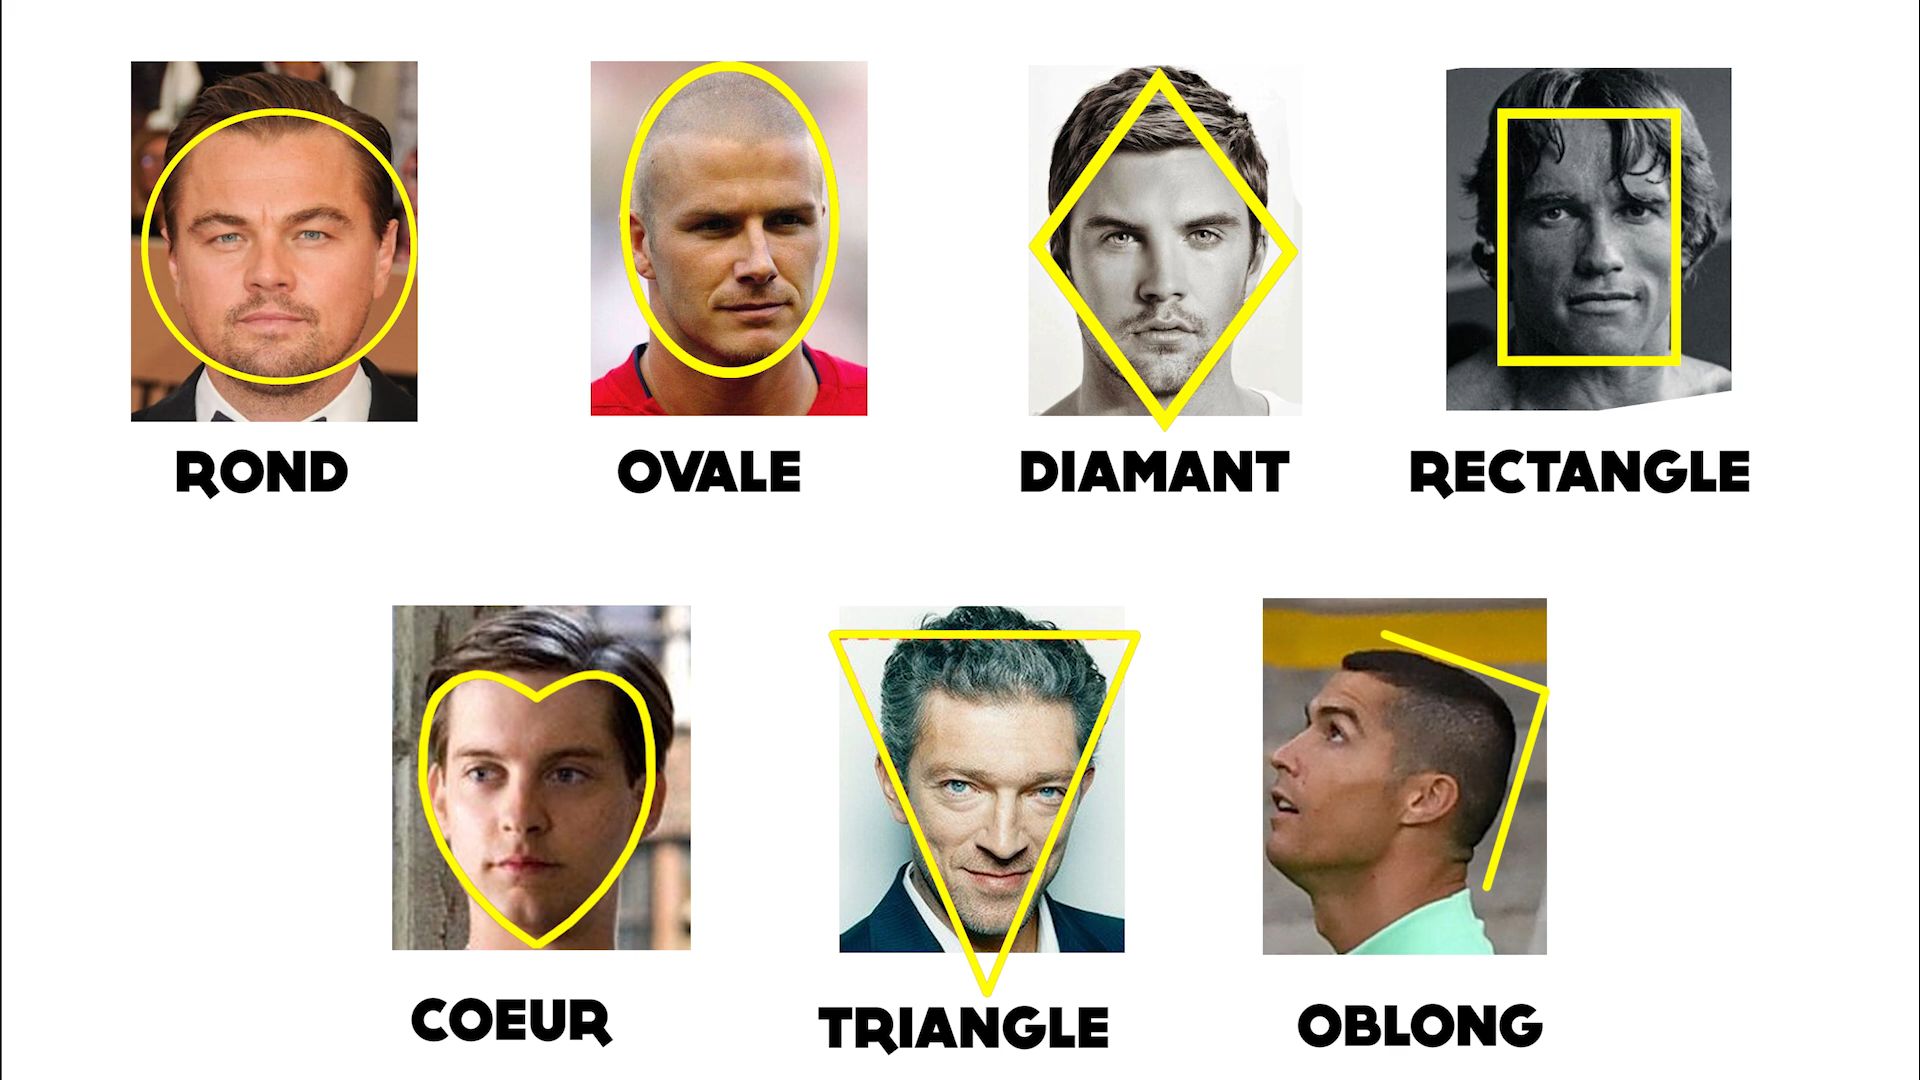 ROND
OVALE
DIAMANT
RECTANGLE
COEUR
TRIANGLE
OBLONG